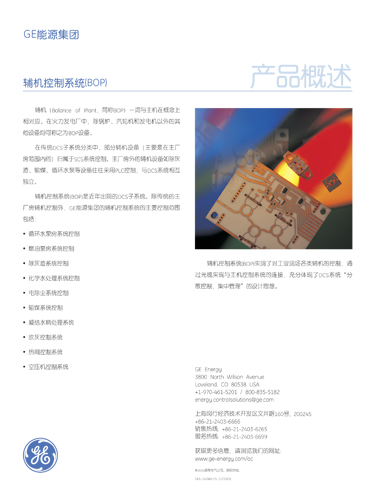 GE能源集团
产品概述
辅机控制系统(BOP)
辅机 (Balance of Plant, 简称BOP) 一词与主机在概念上
相对应。在火力发电厂中，除锅炉、汽轮机和发电机以外的其
他设备均可称之为BOP设备。
在传统DCS子系统分类中，部分辅机设备（主要是在主厂
房范围内的）归属于SCS系统控制。主厂房外的辅机设备如除灰
渣、输煤、循环水泵等设备往往采用PLC控制，与DCS系统相互
独立。
辅机控制系统(BOP)是近年出现的DCS子系统。除传统的主
厂房辅机控制外，GE能源集团的辅机控制系统的主要控制范围
包括：
• 循环水泵房系统控制
• 燃油泵房系统控制
• 除灰渣系统控制
• 化学水处理系统控制
• 电除尘系统控制
• 输煤系统控制
• 凝结水精处理系统
• 吹灰控制系统
• 热网控制系统
• 空压机控制系统
辅机控制系统(BOP)实现了对工业现场各类辅机的控制，通
过光缆实现与主机控制系统的连接，充分体现了DCS系统“分
散控制，集中管理”的设计思想。
GE Energy
3800 North Wilson Avenue
Loveland, CO 80538, USA
+1-970-461-5201 / 800-835-5182
energy.controlsolutions@ge.com
上海闵行经济技术开发区文井路160号, 200245
+86-21-2403-6666
销售热线: +86-21-2403-6265
服务热线: +86-21-2403-6699
获取更多信息，请浏览我们的网站:
www.ge-energy.com/oc